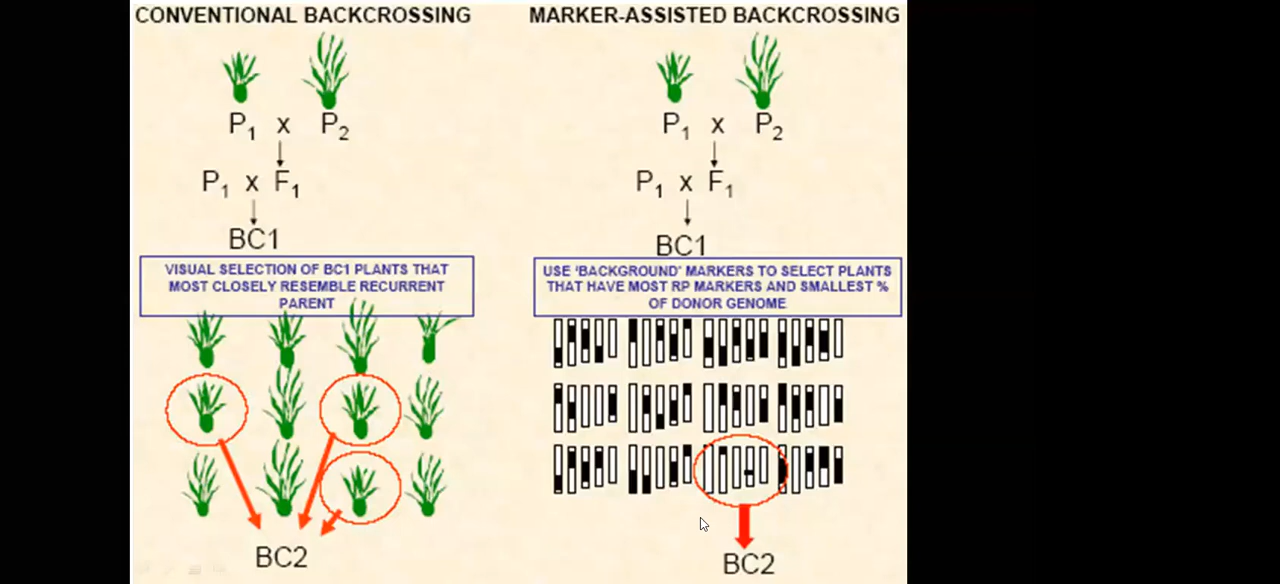 CONVENTIONAL BACKCROSSING
P₁ x P₂
P₁ x F₁
BC1
VISUAL SELECTION OF BC1 PLANTS THAT
MOST CLOSELY RESEMBLE RECURRENT
PARENT
BC2
MARKER-ASSISTED BACKCROSSING
P₁ x P₂
P₁ x F₁
BC1
USE 'BACKGROUND' MARKERS TO SELECT PLANTS
THAT HAVE MOST RP MARKERS AND SMALLEST %
OF DONOR GENOME
BC2